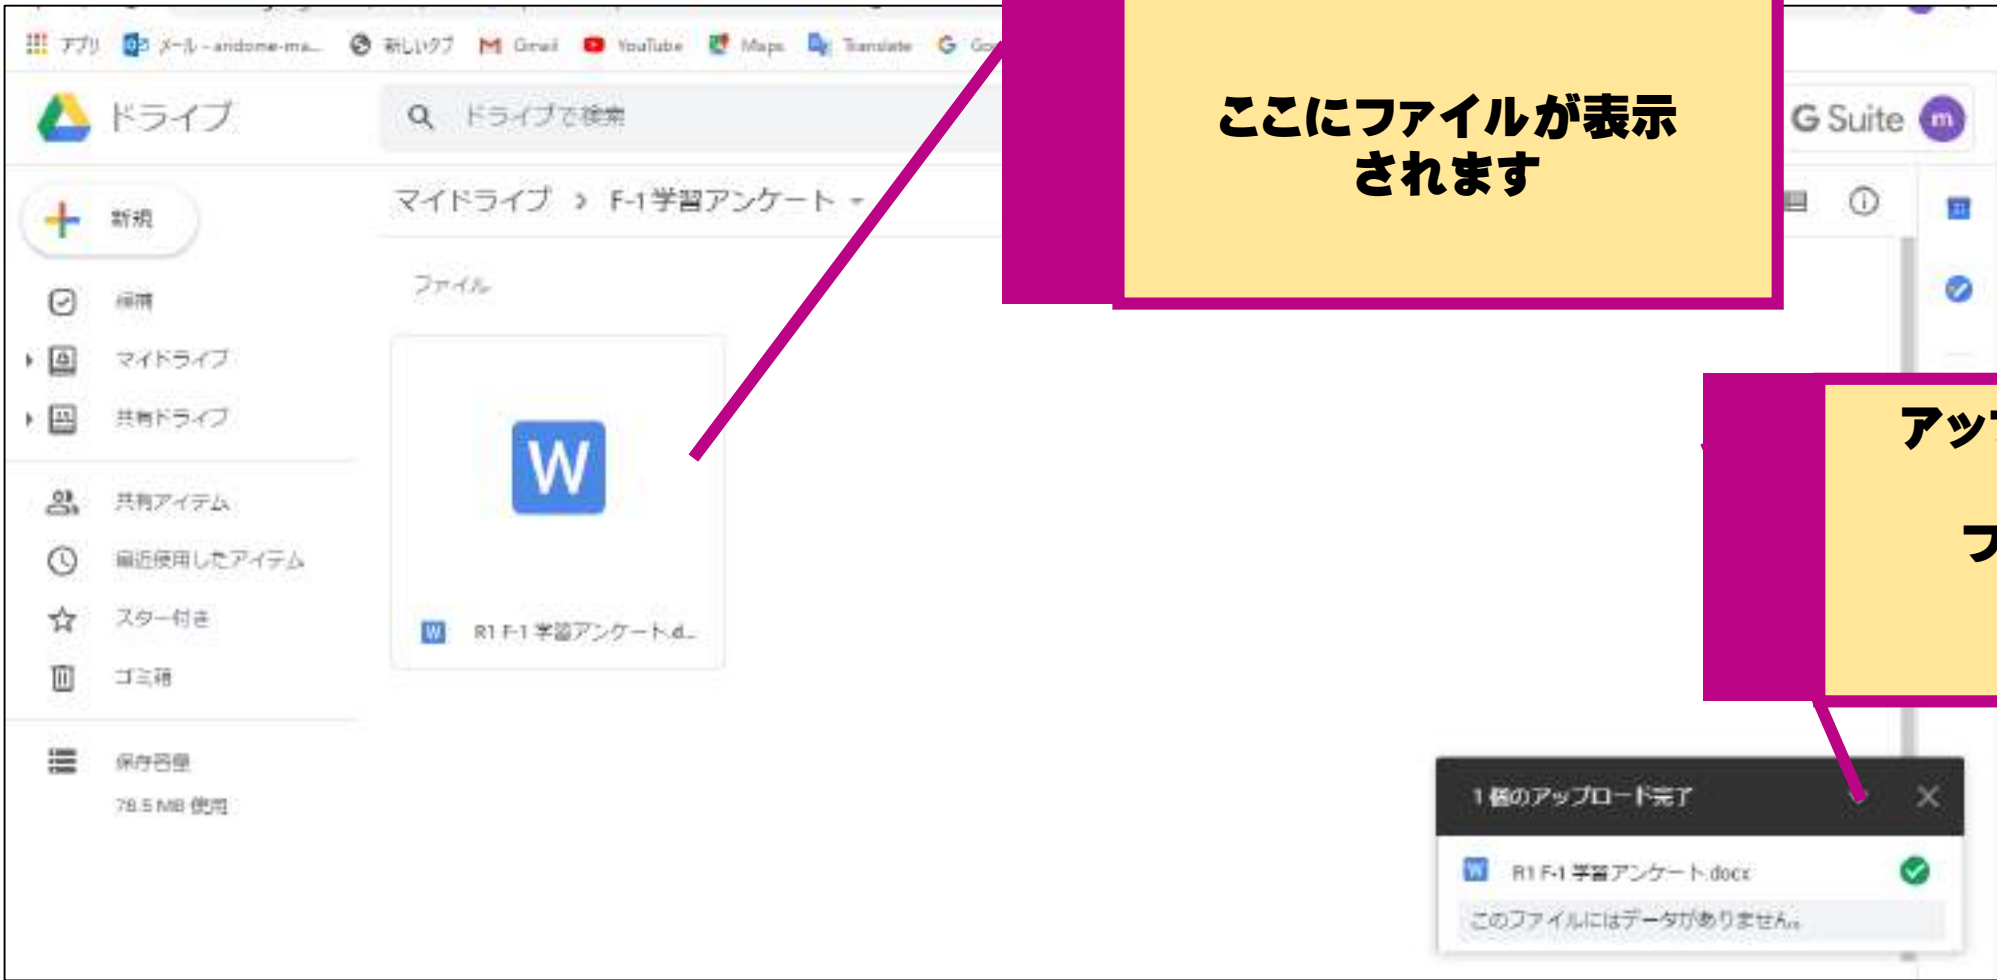 アプリ
メール - andome-ma...
新しいタブ
Gmail
YouTube
Maps
Translate
ドライブ
ドライブで検索
ここにファイルが表示
されます
G Suite
m
新規
マイドライブ > F-1学習アンケート
候補
ファイル
マイドライブ
共有ドライブ
W
アップ
フ
共有アイテム
最近使用したアイテム
スター付き
W R1 F-1 学習アンケート.d...
ゴミ箱
保存容量
78.5 MB 使用
1 個のアップロード完了
W R1 F-1 学習アンケート.docx
このファイルにはデータがありません。